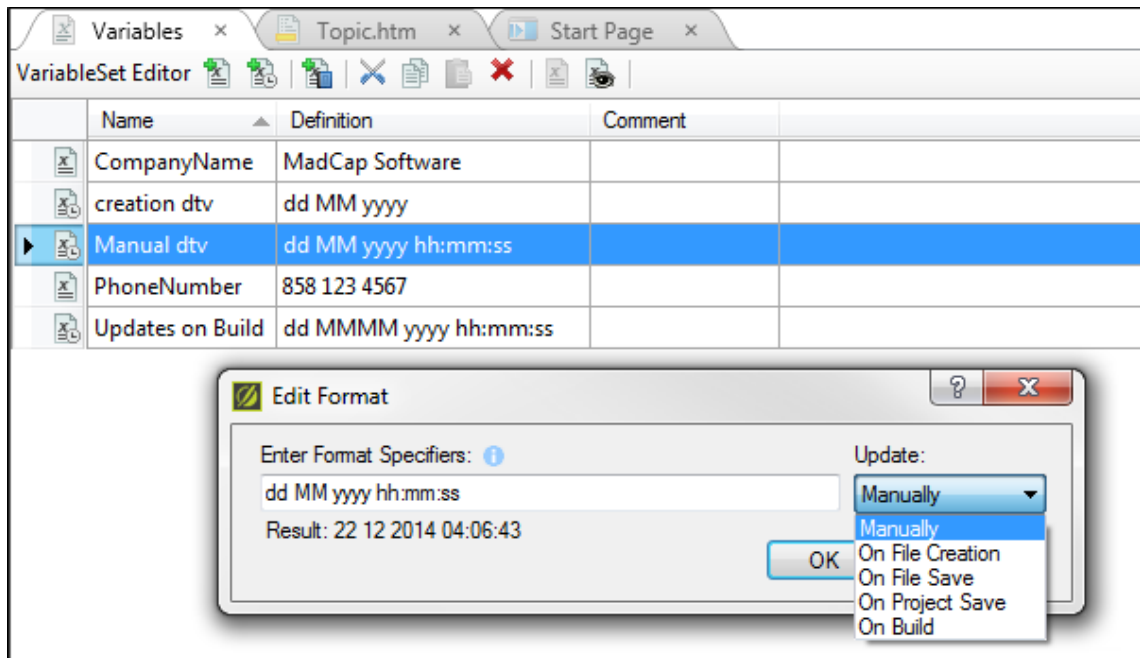 Variables × Topic.htm × Start Page ×
VariableSet Editor
Name Definition Comment
CompanyName MadCap Software
creation dtv dd MM yyyy
Manual dtv dd MM yyyy hh:mm:ss
PhoneNumber 858 123 4567
Updates on Build dd MMMM yyyy hh:mm:ss
Edit Format
Enter Format Specifiers: Update:
dd MM yyyy hh:mm:ss Manually
Result: 22 12 2014 04:06:43 Manually
OK On File Creation
On File Save
On Project Save
On Build